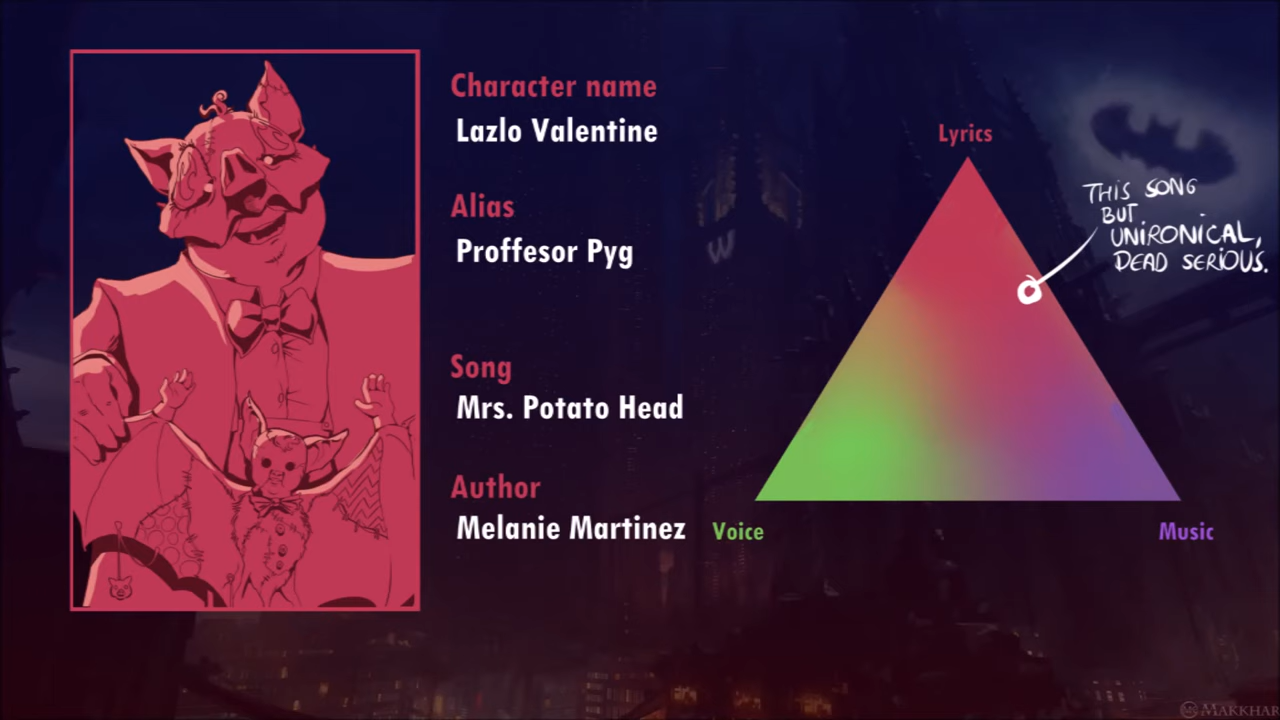 Character name
Lazlo Valentine
Alias
Proffesor Pyg
Song
Mrs. Potato Head
Author
Melanie Martinez
Lyrics
THIS SONG
BUT
UNIRONICAL,
DEAD SERIOUS.
Voice
Music
MAKKHAR